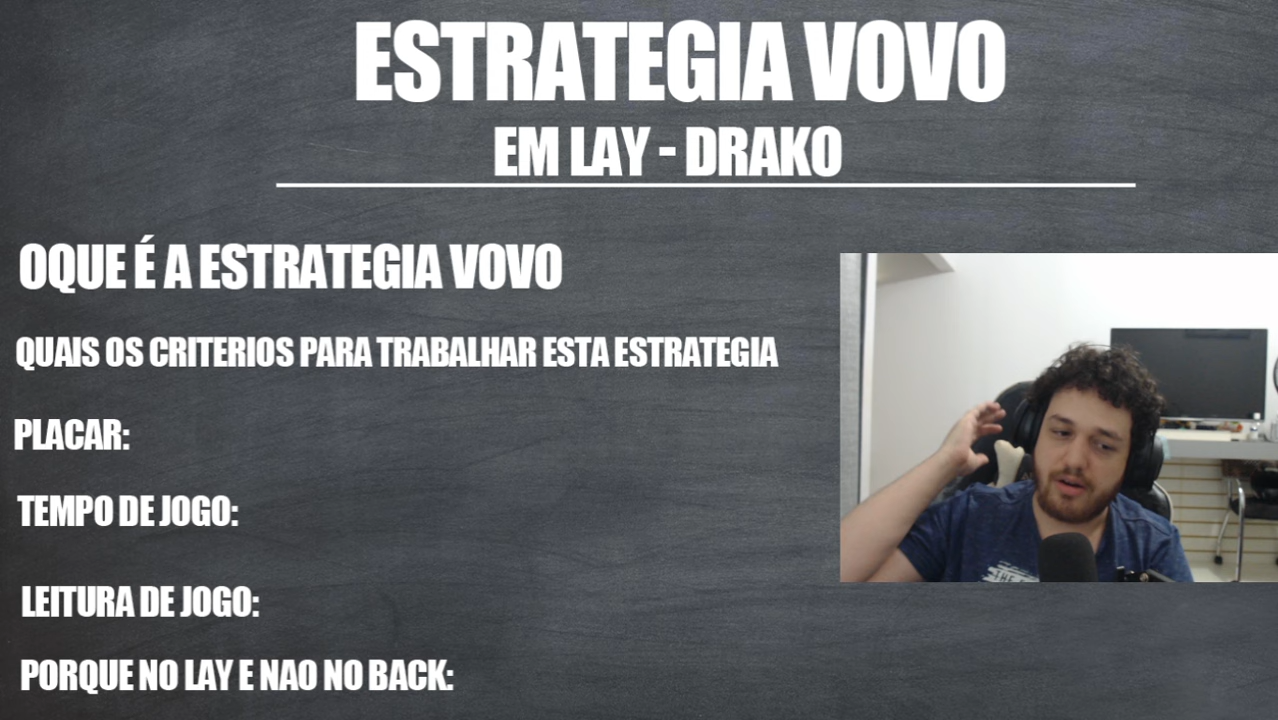 ESTRATEGIA VOVO
EM LAY - DRAKO
OQUE É A ESTRATEGIA VOVO
QUAIS OS CRITERIOS PARA TRABALHAR ESTA ESTRATEGIA
PLACAR:
TEMPO DE JOGO:
LEITURA DE JOGO:
PORQUE NO LAY E NAO NO BACK:
THE